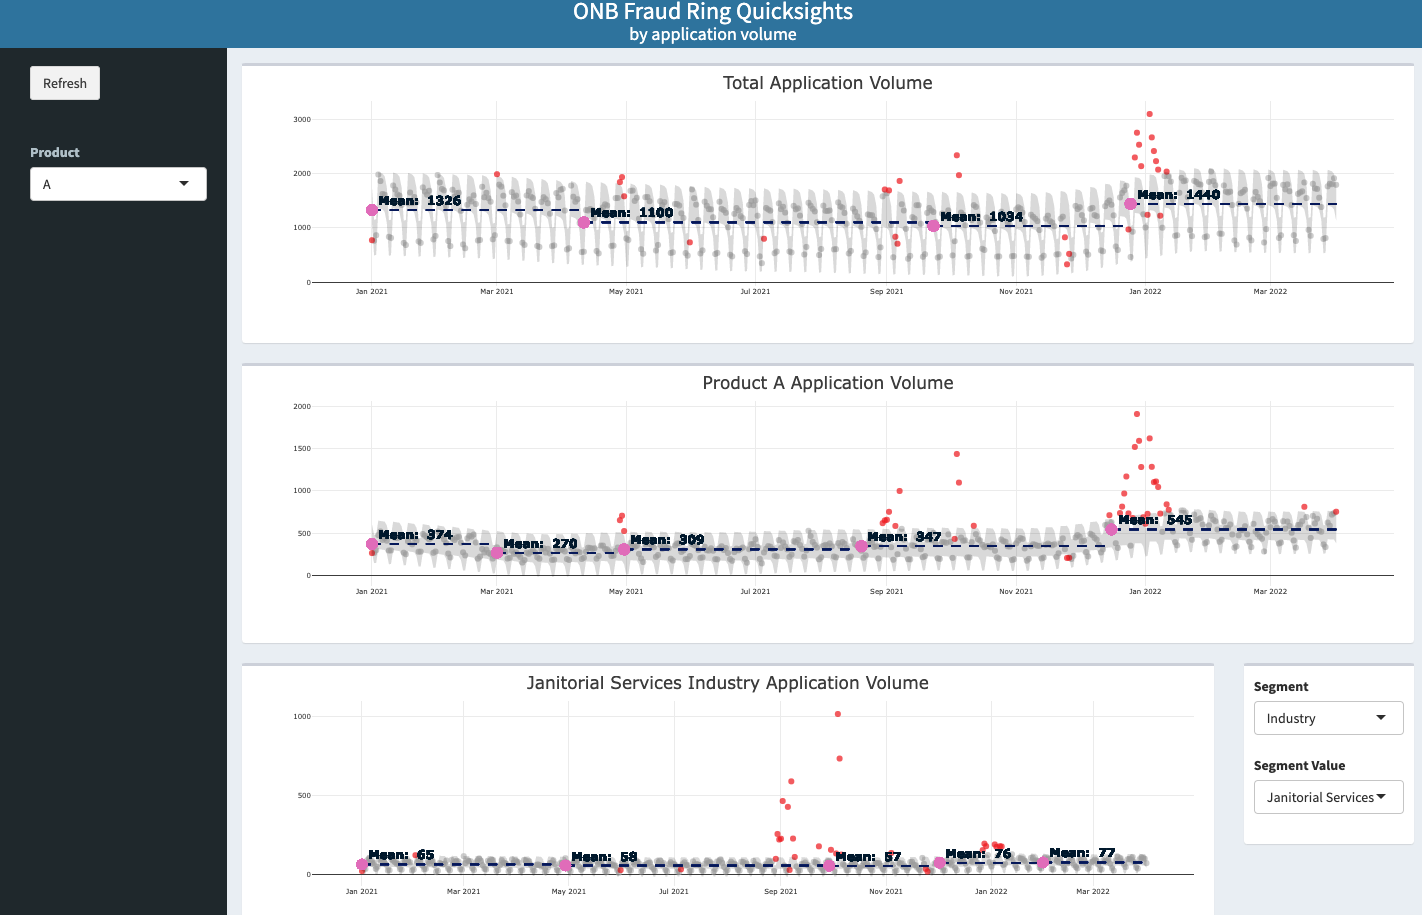 ONB Fraud Ring Quicksights
by application volume
Refresh
Product
A
Total Application Volume
3000
2000
1000
0
Mean: 1326
Mean: 1100
Mean: 1034
Mean: 1440
Jan 2021
Mar 2021
May 2021
Jul 2021
Sep 2021
Nov 2021
Jan 2022
Mar 2022
Product A Application Volume
2000
1500
1000
500
0
Mean: 374
Mean: 270
Mean: 309
Mean: 347
Mean: 545
Jan 2021
Mar 2021
May 2021
Jul 2021
Sep 2021
Nov 2021
Jan 2022
Mar 2022
Janitorial Services Industry Application Volume
1000
500
0
Mean: 65
Mean: 58
Mean: 57
Mean: 76
Mean: 77
Jan 2021
Mar 2021
May 2021
Jul 2021
Sep 2021
Nov 2021
Jan 2022
Mar 2022
Segment
Industry
Segment Value
Janitorial Services